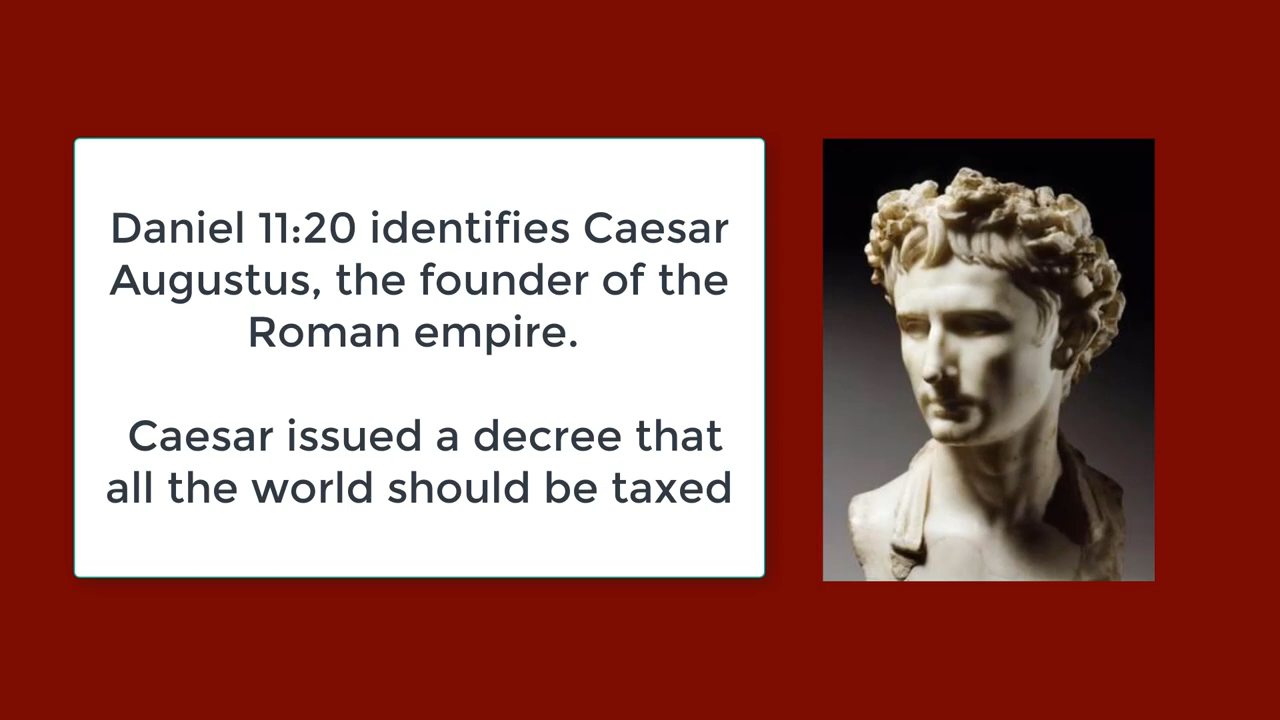 Daniel 11:20 identifies Caesar
Augustus, the founder of the
Roman empire.
Caesar issued a decree that
all the world should be taxed